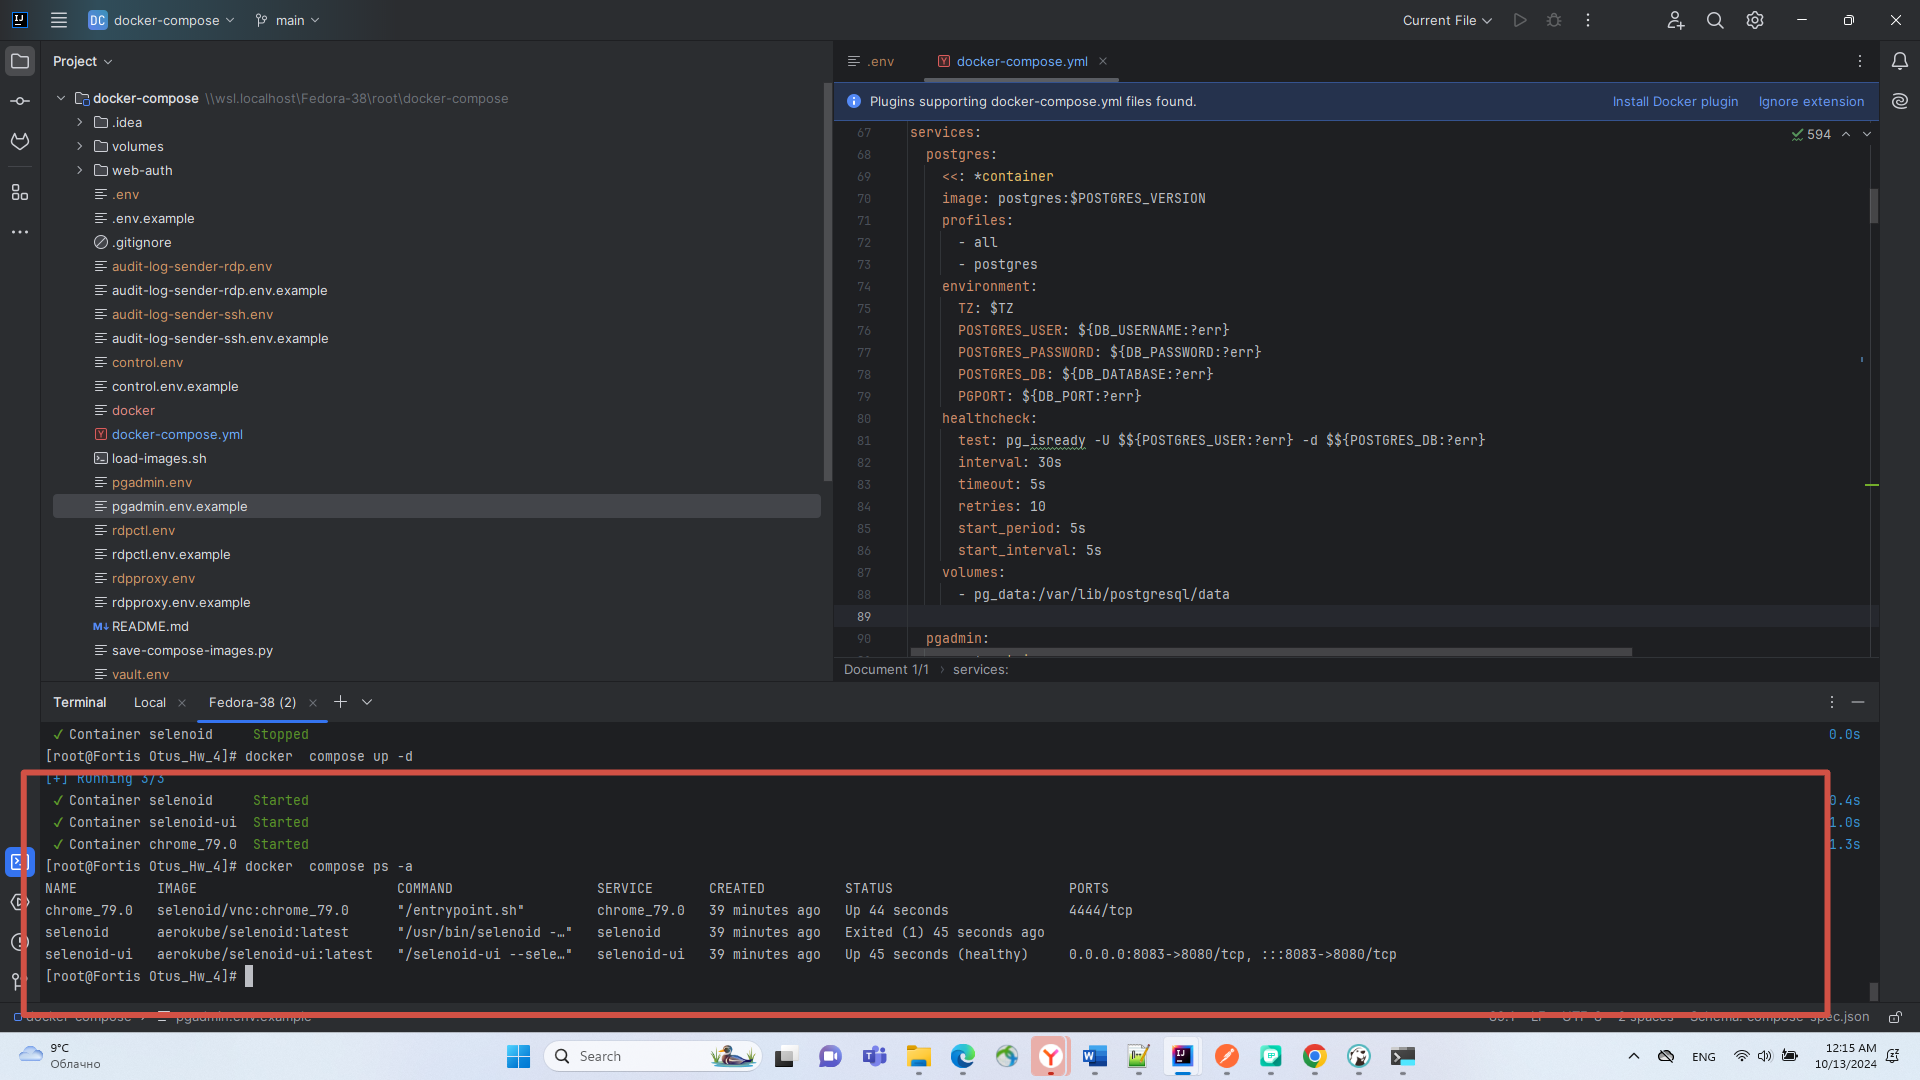 DC docker-compose
main
Current File
Project
docker-compose \\wsl.localhost\Fedora-38\root\docker-compose
.idea
volumes
web-auth
.env
.env.example
.gitignore
audit-log-sender-rdp.env
audit-log-sender-rdp.env.example
audit-log-sender-ssh.env
audit-log-sender-ssh.env.example
control.env
control.env.example
docker
docker-compose.yml
load-images.sh
pgadmin.env
pgadmin.env.example
rdpctl.env
rdpctl.env.example
rdpproxy.env
rdpproxy.env.example
README.md
save-compose-images.py
vault.env
.env
docker-compose.yml
Plugins supporting docker-compose.yml files found.
Install Docker plugin
Ignore extension
594
67 services:
68 postgres:
69 <<: *container
70 image: postgres:$POSTGRES_VERSION
71 profiles:
72 - all
73 - postgres
74 environment:
75 TZ: $TZ
76 POSTGRES_USER: ${DB_USERNAME:?err}
77 POSTGRES_PASSWORD: ${DB_PASSWORD:?err}
78 POSTGRES_DB: ${DB_DATABASE:?err}
79 PGPORT: ${DB_PORT:?err}
80 healthcheck:
81 test: pg_isready -U $${POSTGRES_USER:?err} -d $${POSTGRES_DB:?err}
82 interval: 30s
83 timeout: 5s
84 retries: 10
85 start_period: 5s
86 start_interval: 5s
87 volumes:
88 - pg_data:/var/lib/postgresql/data
89
90 pgadmin:
Document 1/1 › services:
Terminal
Local
Fedora-38 (2)
✓ Container selenoid Stopped 0.0s
[root@Fortis Otus_Hw_4]# docker  compose up -d
[+] Running 3/3
✓ Container selenoid Started 0.4s
✓ Container selenoid-ui Started 1.0s
✓ Container chrome_79.0 Started 1.3s
[root@Fortis Otus_Hw_4]# docker  compose ps -a
NAME IMAGE COMMAND SERVICE CREATED STATUS PORTS
chrome_79.0 selenoid/vnc:chrome_79.0 "/entrypoint.sh" chrome_79.0 39 minutes ago Up 44 seconds 4444/tcp
selenoid aerokube/selenoid:latest "/usr/bin/selenoid -…" selenoid 39 minutes ago Exited (1) 45 seconds ago
selenoid-ui aerokube/selenoid-ui:latest "/selenoid-ui --sele…" selenoid-ui 39 minutes ago Up 45 seconds (healthy) 0.0.0.0:8083->8080/tcp, :::8083->8080/tcp
[root@Fortis Otus_Hw_4]#
docker-compose › pgadmin.env.example
89:1 LF UTF-8 2 spaces Schema: compose-spec.json
9°C
Облачно
Search
ENG
12:15 AM
10/13/2024